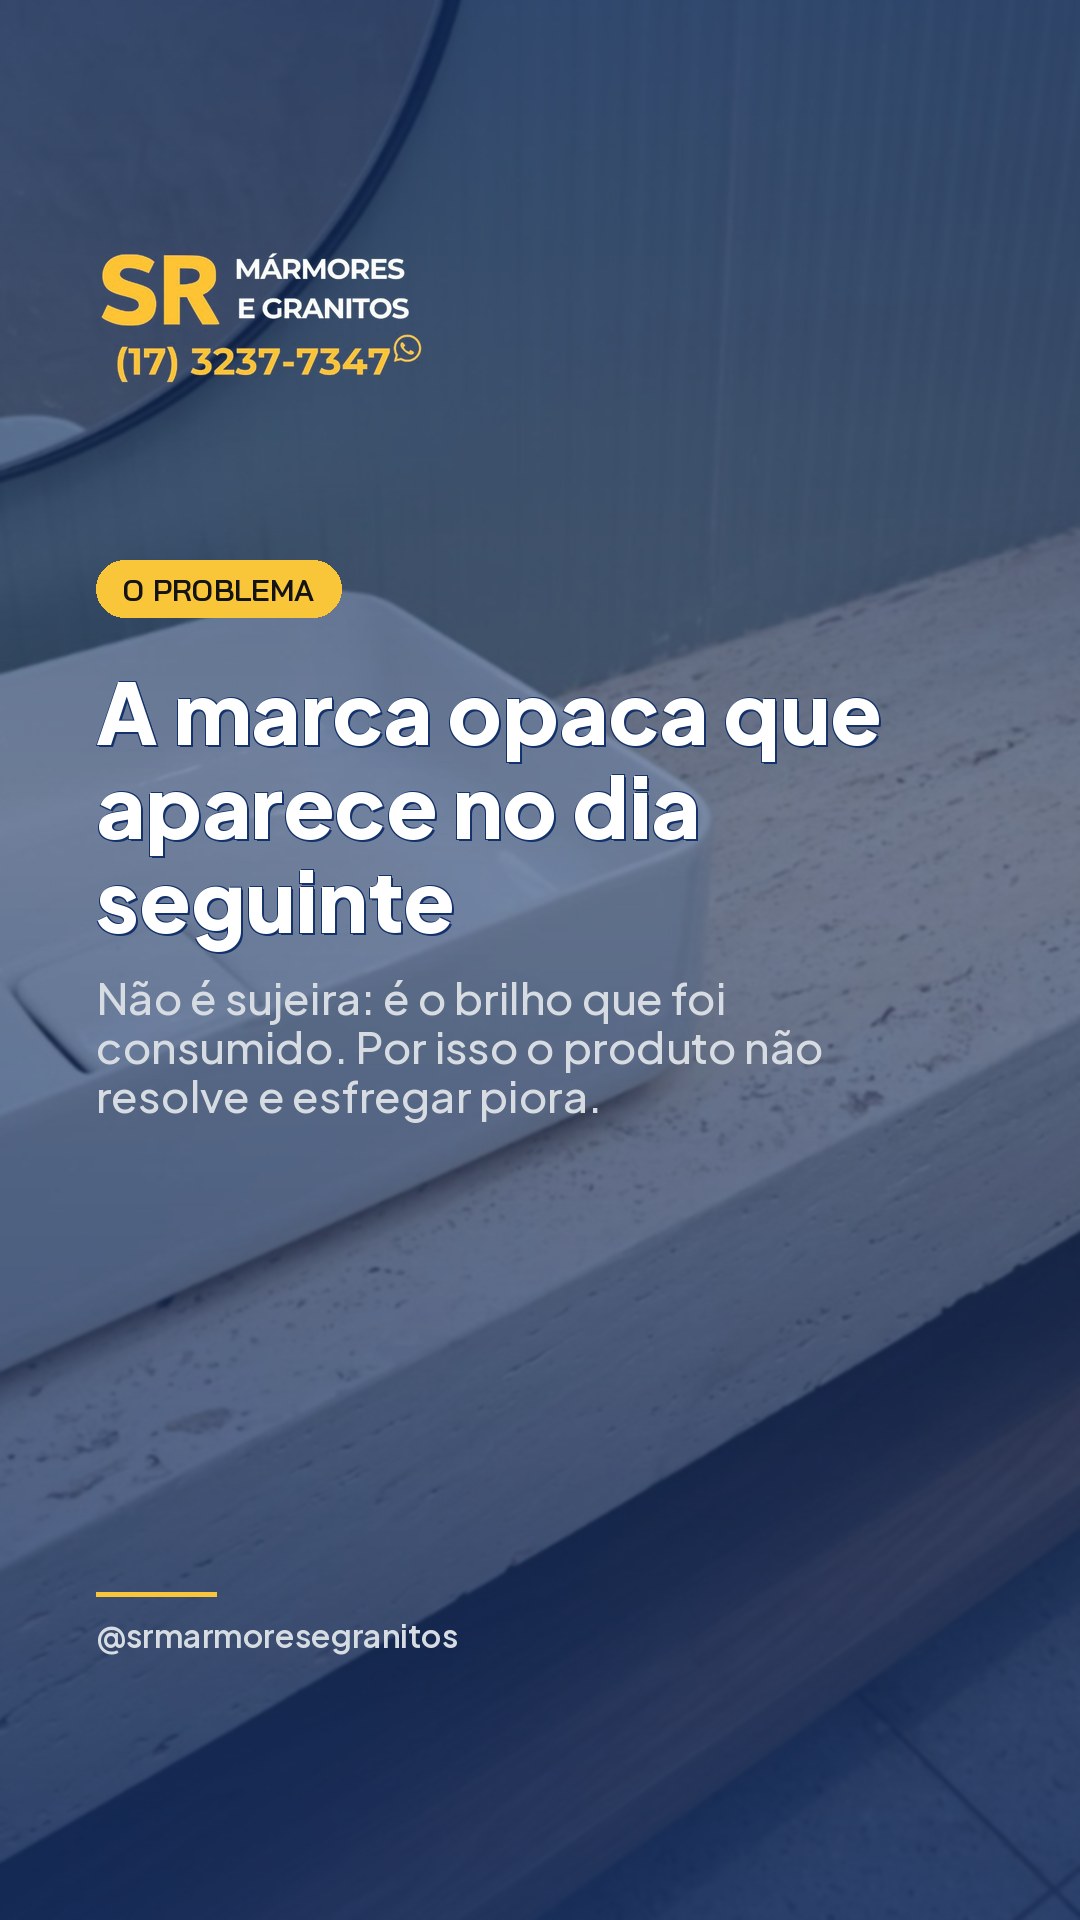 SR MÁRMORES
E GRANITOS
(17) 3237-7347
O PROBLEMA
A marca opaca que
aparece no dia
seguinte
Não é sujeira: é o brilho que foi
consumido. Por isso o produto não
resolve e esfregar piora.
@srmarmoresegranitos